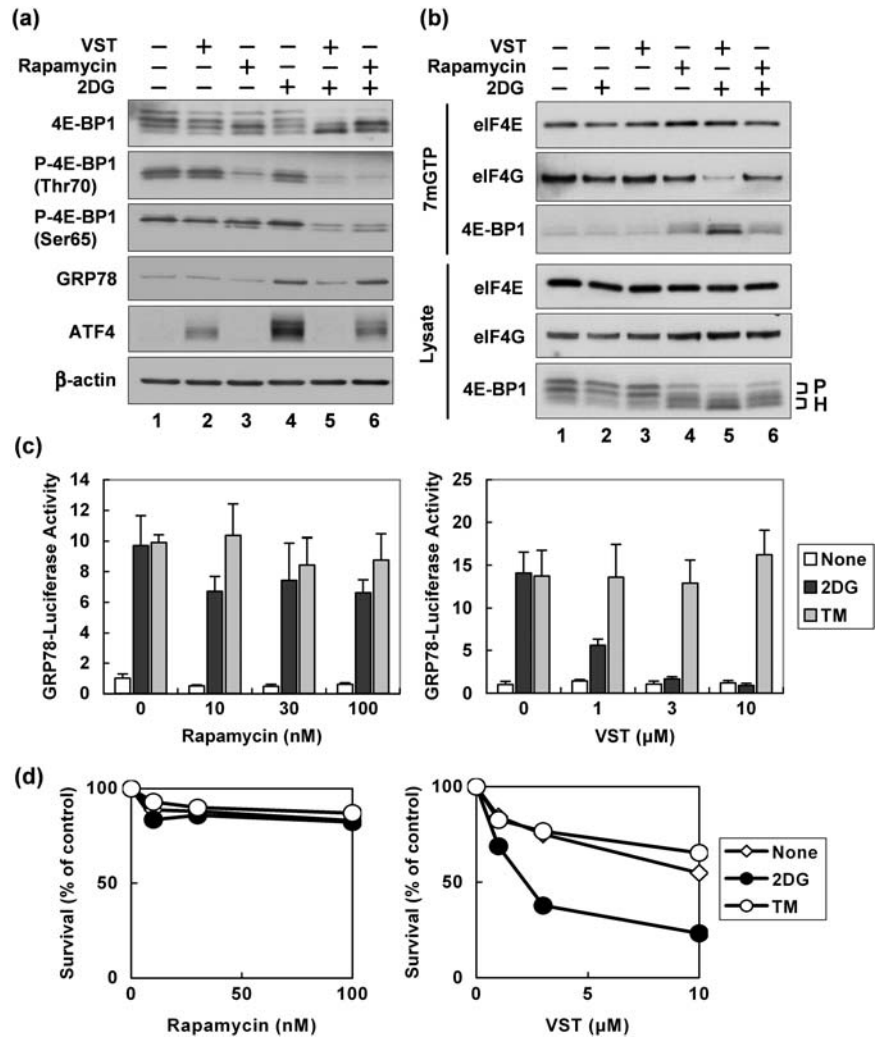 (a)
VST − + − − + −
Rapamycin − − + − − +
2DG − − − + + +
4E-BP1
P-4E-BP1
(Thr70)
P-4E-BP1
(Ser65)
GRP78
ATF4
β-actin
1 2 3 4 5 6
(b)
VST − − + − + −
Rapamycin − − − + − +
2DG − + − − + +
7mGTP
eIF4E
eIF4G
4E-BP1
Lysate
eIF4E
eIF4G
4E-BP1
P
H
1 2 3 4 5 6
(c)
GRP78-Luciferase Activity
14
12
10
8
6
4
2
0
0 10 30 100
Rapamycin (nM)
GRP78-Luciferase Activity
25
20
15
10
5
0
0 1 3 10
VST (μM)
None
2DG
TM
(d)
Survival (% of control)
100
50
0
0 50 100
Rapamycin (nM)
Survival (% of control)
100
50
0
0 5 10
VST (μM)
None
2DG
TM